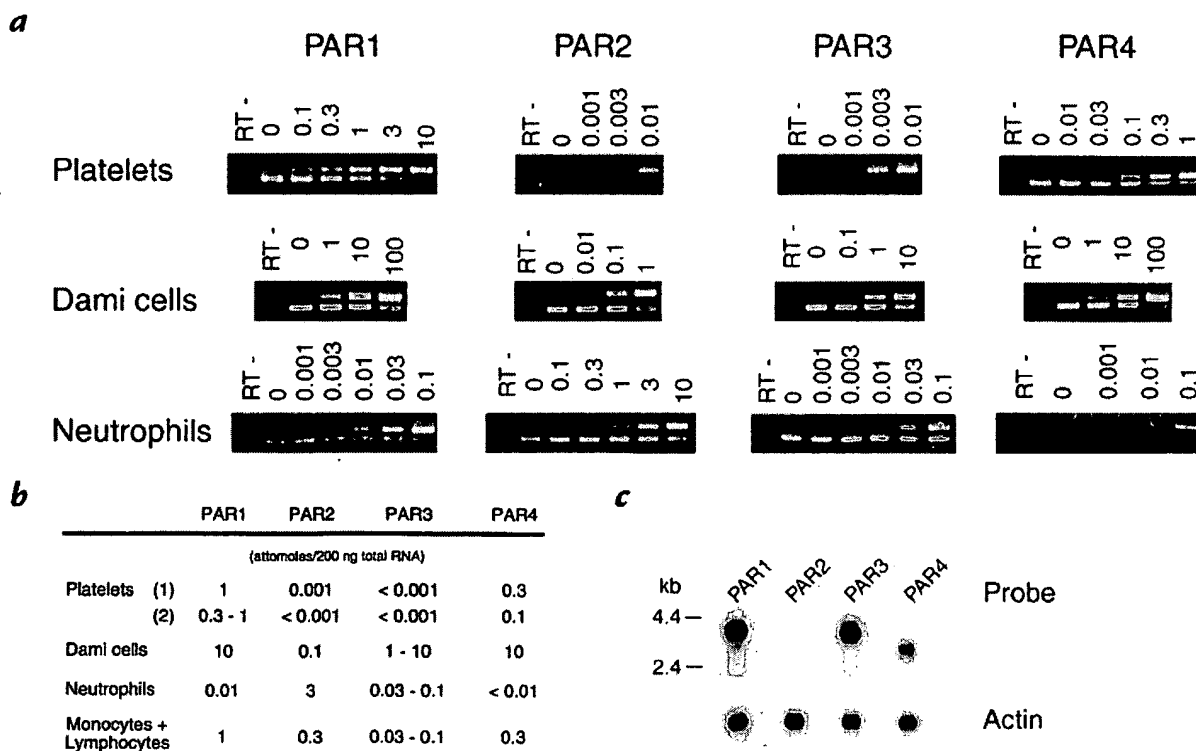 a
PAR1 PAR2 PAR3 PAR4
RT - 0 0.1 0.3 1 3 10
RT - 0 0.001 0.003 0.01
RT - 0 0.001 0.003 0.01
RT - 0 0.01 0.03 0.1 0.3 1
Platelets
RT - 0 1 10 100
RT - 0 0.01 0.1 1
RT - 0 0.1 1 10
RT - 0 1 10 100
Dami cells
RT - 0 0.001 0.003 0.01 0.03 0.1
RT - 0 0.1 0.3 1 3 10
RT - 0 0.001 0.003 0.01 0.03 0.1
RT - 0 0.001 0.01 0.1
Neutrophils
b
PAR1 PAR2 PAR3 PAR4
(attomoles/200 ng total RNA)
Platelets (1) 1 0.001 < 0.001 0.3
(2) 0.3 - 1 < 0.001 < 0.001 0.1
Dami cells 10 0.1 1 - 10 10
Neutrophils 0.01 3 0.03 - 0.1 < 0.01
Monocytes +
Lymphocytes 1 0.3 0.03 - 0.1 0.3
c
kb PAR1 PAR2 PAR3 PAR4 Probe
4.4
2.4
Actin